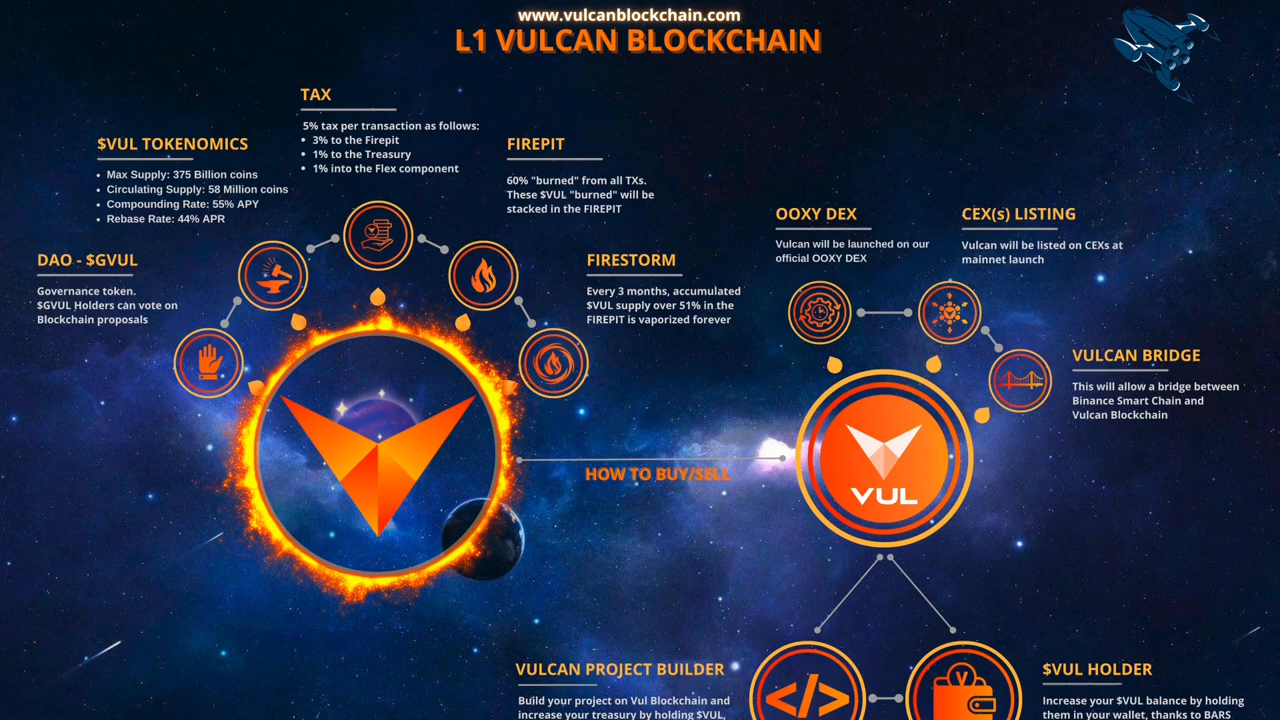 www.vulcanblockchain.com
L1 VULCAN BLOCKCHAIN
TAX
5% tax per transaction as follows:
• 3% to the Firepit
• 1% to the Treasury
• 1% into the Flex component
$VUL TOKENOMICS
• Max Supply: 375 Billion coins
• Circulating Supply: 58 Million coins
• Compounding Rate: 55% APY
• Rebase Rate: 44% APR
FIREPIT
60% "burned" from all TXs.
These $VUL "burned" will be
stacked in the FIREPIT
DAO - $GVUL
Governance token.
$GVUL Holders can vote on
Blockchain proposals
FIRESTORM
Every 3 months, accumulated
$VUL supply over 51% in the
FIREPIT is vaporized forever
OOXY DEX
Vulcan will be launched on our
official OOXY DEX
CEX(s) LISTING
Vulcan will be listed on CEXs at
mainnet launch
VULCAN BRIDGE
This will allow a bridge between
Binance Smart Chain and
Vulcan Blockchain
HOW TO BUY/SELL
VUL
VULCAN PROJECT BUILDER
Build your project on Vul Blockchain and
increase your treasury by holding $VUL,
</>
V
$VUL HOLDER
Increase your $VUL balance by holding
them in your wallet, thanks to BARS